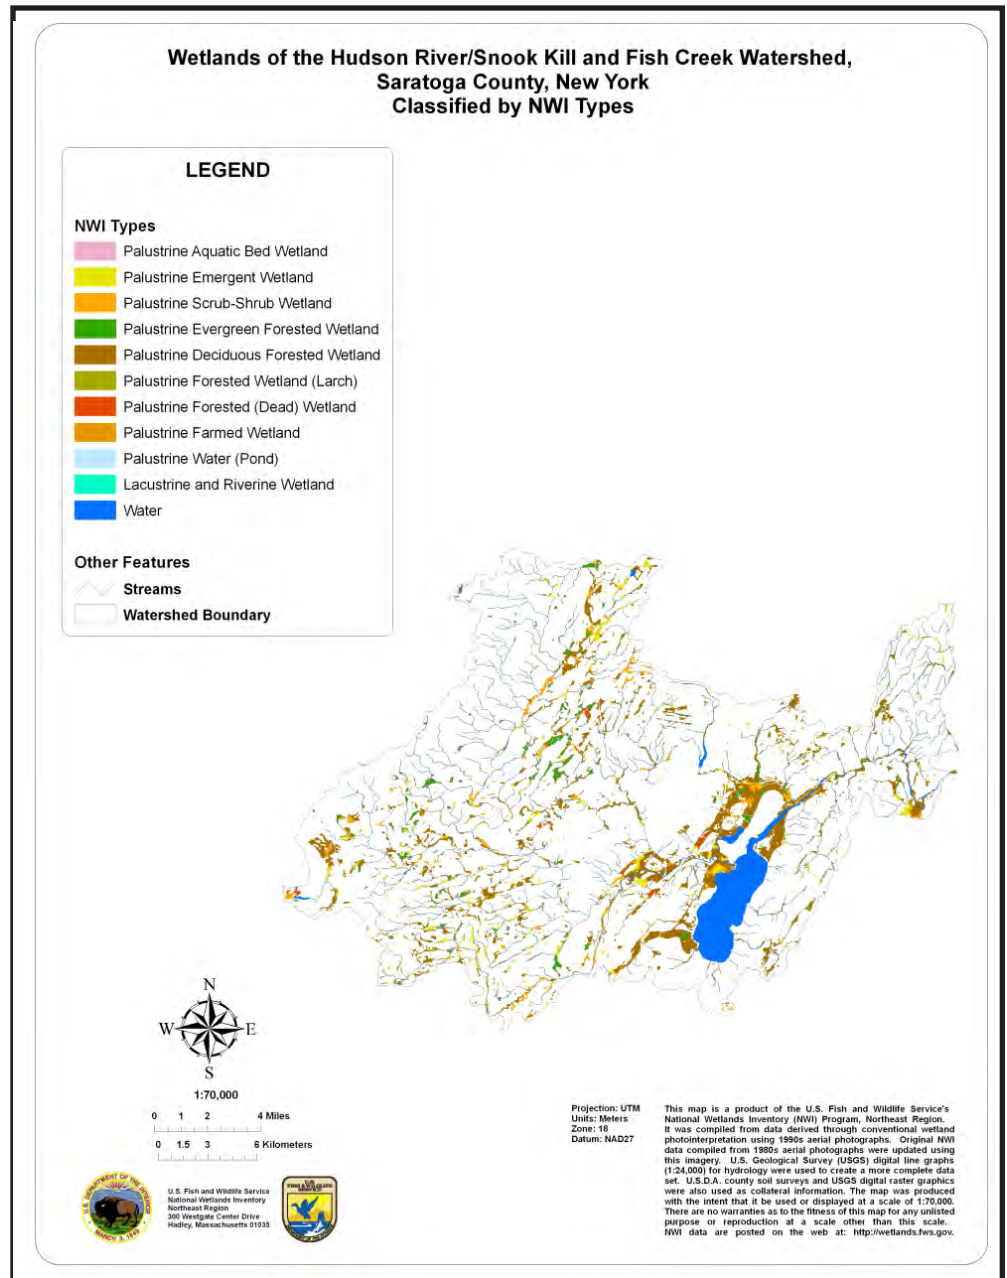 Wetlands of the Hudson River/Snook Kill and Fish Creek Watershed,
Saratoga County, New York
Classified by NWI Types
LEGEND
NWI Types
Palustrine Aquatic Bed Wetland
Palustrine Emergent Wetland
Palustrine Scrub-Shrub Wetland
Palustrine Evergreen Forested Wetland
Palustrine Deciduous Forested Wetland
Palustrine Forested Wetland (Larch)
Palustrine Forested (Dead) Wetland
Palustrine Farmed Wetland
Palustrine Water (Pond)
Lacustrine and Riverine Wetland
Water
Other Features
Streams
Watershed Boundary
N
W E
S
1:70,000
0 1 2 4 Miles
0 1.5 3 6 Kilometers
U.S. DEPARTMENT OF THE INTERIOR
MARCH 3, 1849
U.S. Fish and Wildlife Service
National Wetlands Inventory
Northeast Region
300 Westgate Center Drive
Hadley, Massachusetts 01035
U.S.
FISH & WILDLIFE
SERVICE
Projection: UTM
Units: Meters
Zone: 18
Datum: NAD27
This map is a product of the U.S. Fish and Wildlife Service's
National Wetlands Inventory (NWI) Program, Northeast Region.
It was compiled from data derived through conventional wetland
photointerpretation using 1990s aerial photographs. Original NWI
data compiled from 1980s aerial photographs were updated using
this imagery. U.S. Geological Survey (USGS) digital line graphs
(1:24,000) for hydrology were used to create a more complete data
set. U.S.D.A. county soil surveys and USGS digital raster graphics
were also used as collateral information. The map was produced
with the intent that it be used or displayed at a scale of 1:70,000.
There are no warranties as to the fitness of this map for any unlisted
purpose or reproduction at a scale other than this scale.
NWI data are posted on the web at: http://wetlands.fws.gov.